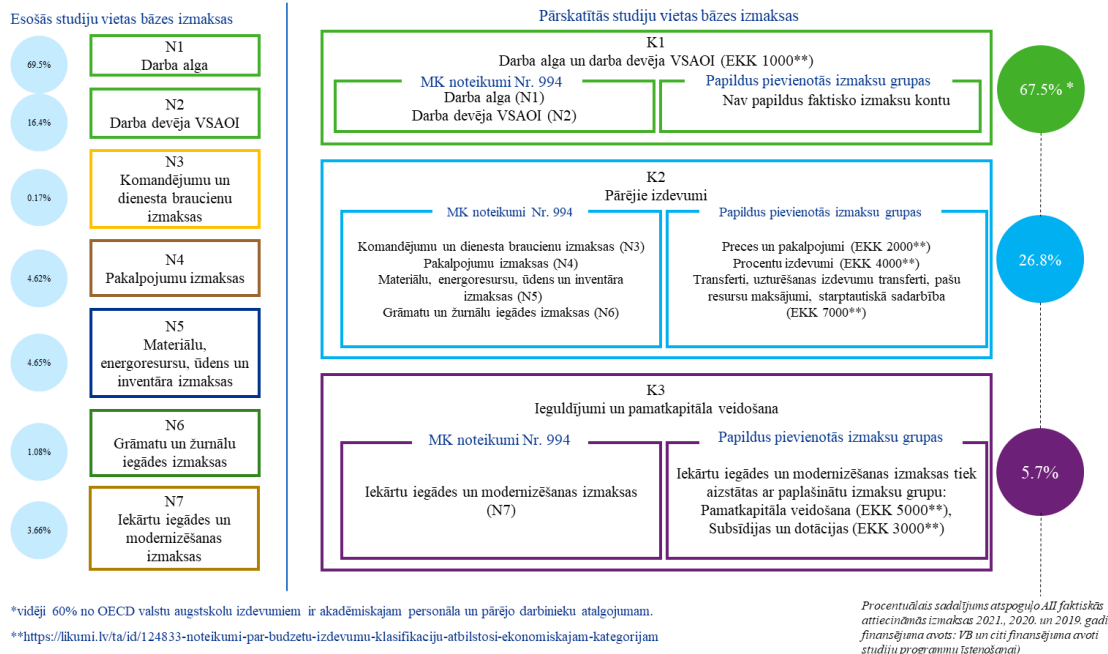 Esošās studiju vietas bāzes izmaksas
69.5%
N1
Darba alga
16.4%
N2
Darba devēja VSAOI
0.17%
N3
Komandējumu un
dienesta braucienu
izmaksas
4.62%
N4
Pakalpojumu izmaksas
4.65%
N5
Materiālu,
energoresursu, ūdens un
inventāra izmaksas
1.08%
N6
Grāmatu un žurnālu
iegādes izmaksas
3.66%
N7
Iekārtu iegādes un
modernizēšanas
izmaksas
Pārskatītās studiju vietas bāzes izmaksas
K1
Darba alga un darba devēja VSAOI (EKK 1000**)
MK noteikumi Nr. 994
Darba alga (N1)
Darba devēja VSAOI (N2)
Papildus pievienotās izmaksu grupas
Nav papildus faktisko izmaksu kontu
67.5% *
K2
Pārējie izdevumi
MK noteikumi Nr. 994
Komandējumu un dienesta braucienu izmaksas (N3)
Pakalpojumu izmaksas (N4)
Materiālu, energoresursu, ūdens un inventāra
izmaksas (N5)
Grāmatu un žurnālu iegādes izmaksas (N6)
Papildus pievienotās izmaksu grupas
Preces un pakalpojumi (EKK 2000**)
Procentu izdevumi (EKK 4000**)
Transferti, uzturēšanas izdevumu transferti, pašu
resursu maksājumi, starptautiskā sadarbība
(EKK 7000**)
26.8%
K3
Ieguldījumi un pamatkapitāla veidošana
MK noteikumi Nr. 994
Iekārtu iegādes un modernizēšanas izmaksas
(N7)
Papildus pievienotās izmaksu grupas
Iekārtu iegādes un modernizēšanas izmaksas tiek
aizstātas ar paplašinātu izmaksu grupu:
Pamatkapitāla veidošana (EKK 5000**),
Subsīdijas un dotācijas (EKK 3000**)
5.7%
*vidēji 60% no OECD valstu augstskolu izdevumiem ir akadēmiskajam personāla un pārējo darbinieku atalgojumam.
**https://likumi.lv/ta/id/124833-noteikumi-par-budzetu-izdevumu-klasifikaciju-atbilstosi-ekonomiskajam-kategorijam
Procentuālais sadalījums atspoguļo AII faktiskās
attiecināmās izmaksas 2021., 2020. un 2019. gadi
finansējuma avots: VB un citi finansējuma avoti
studiju programmu īstenošanai)